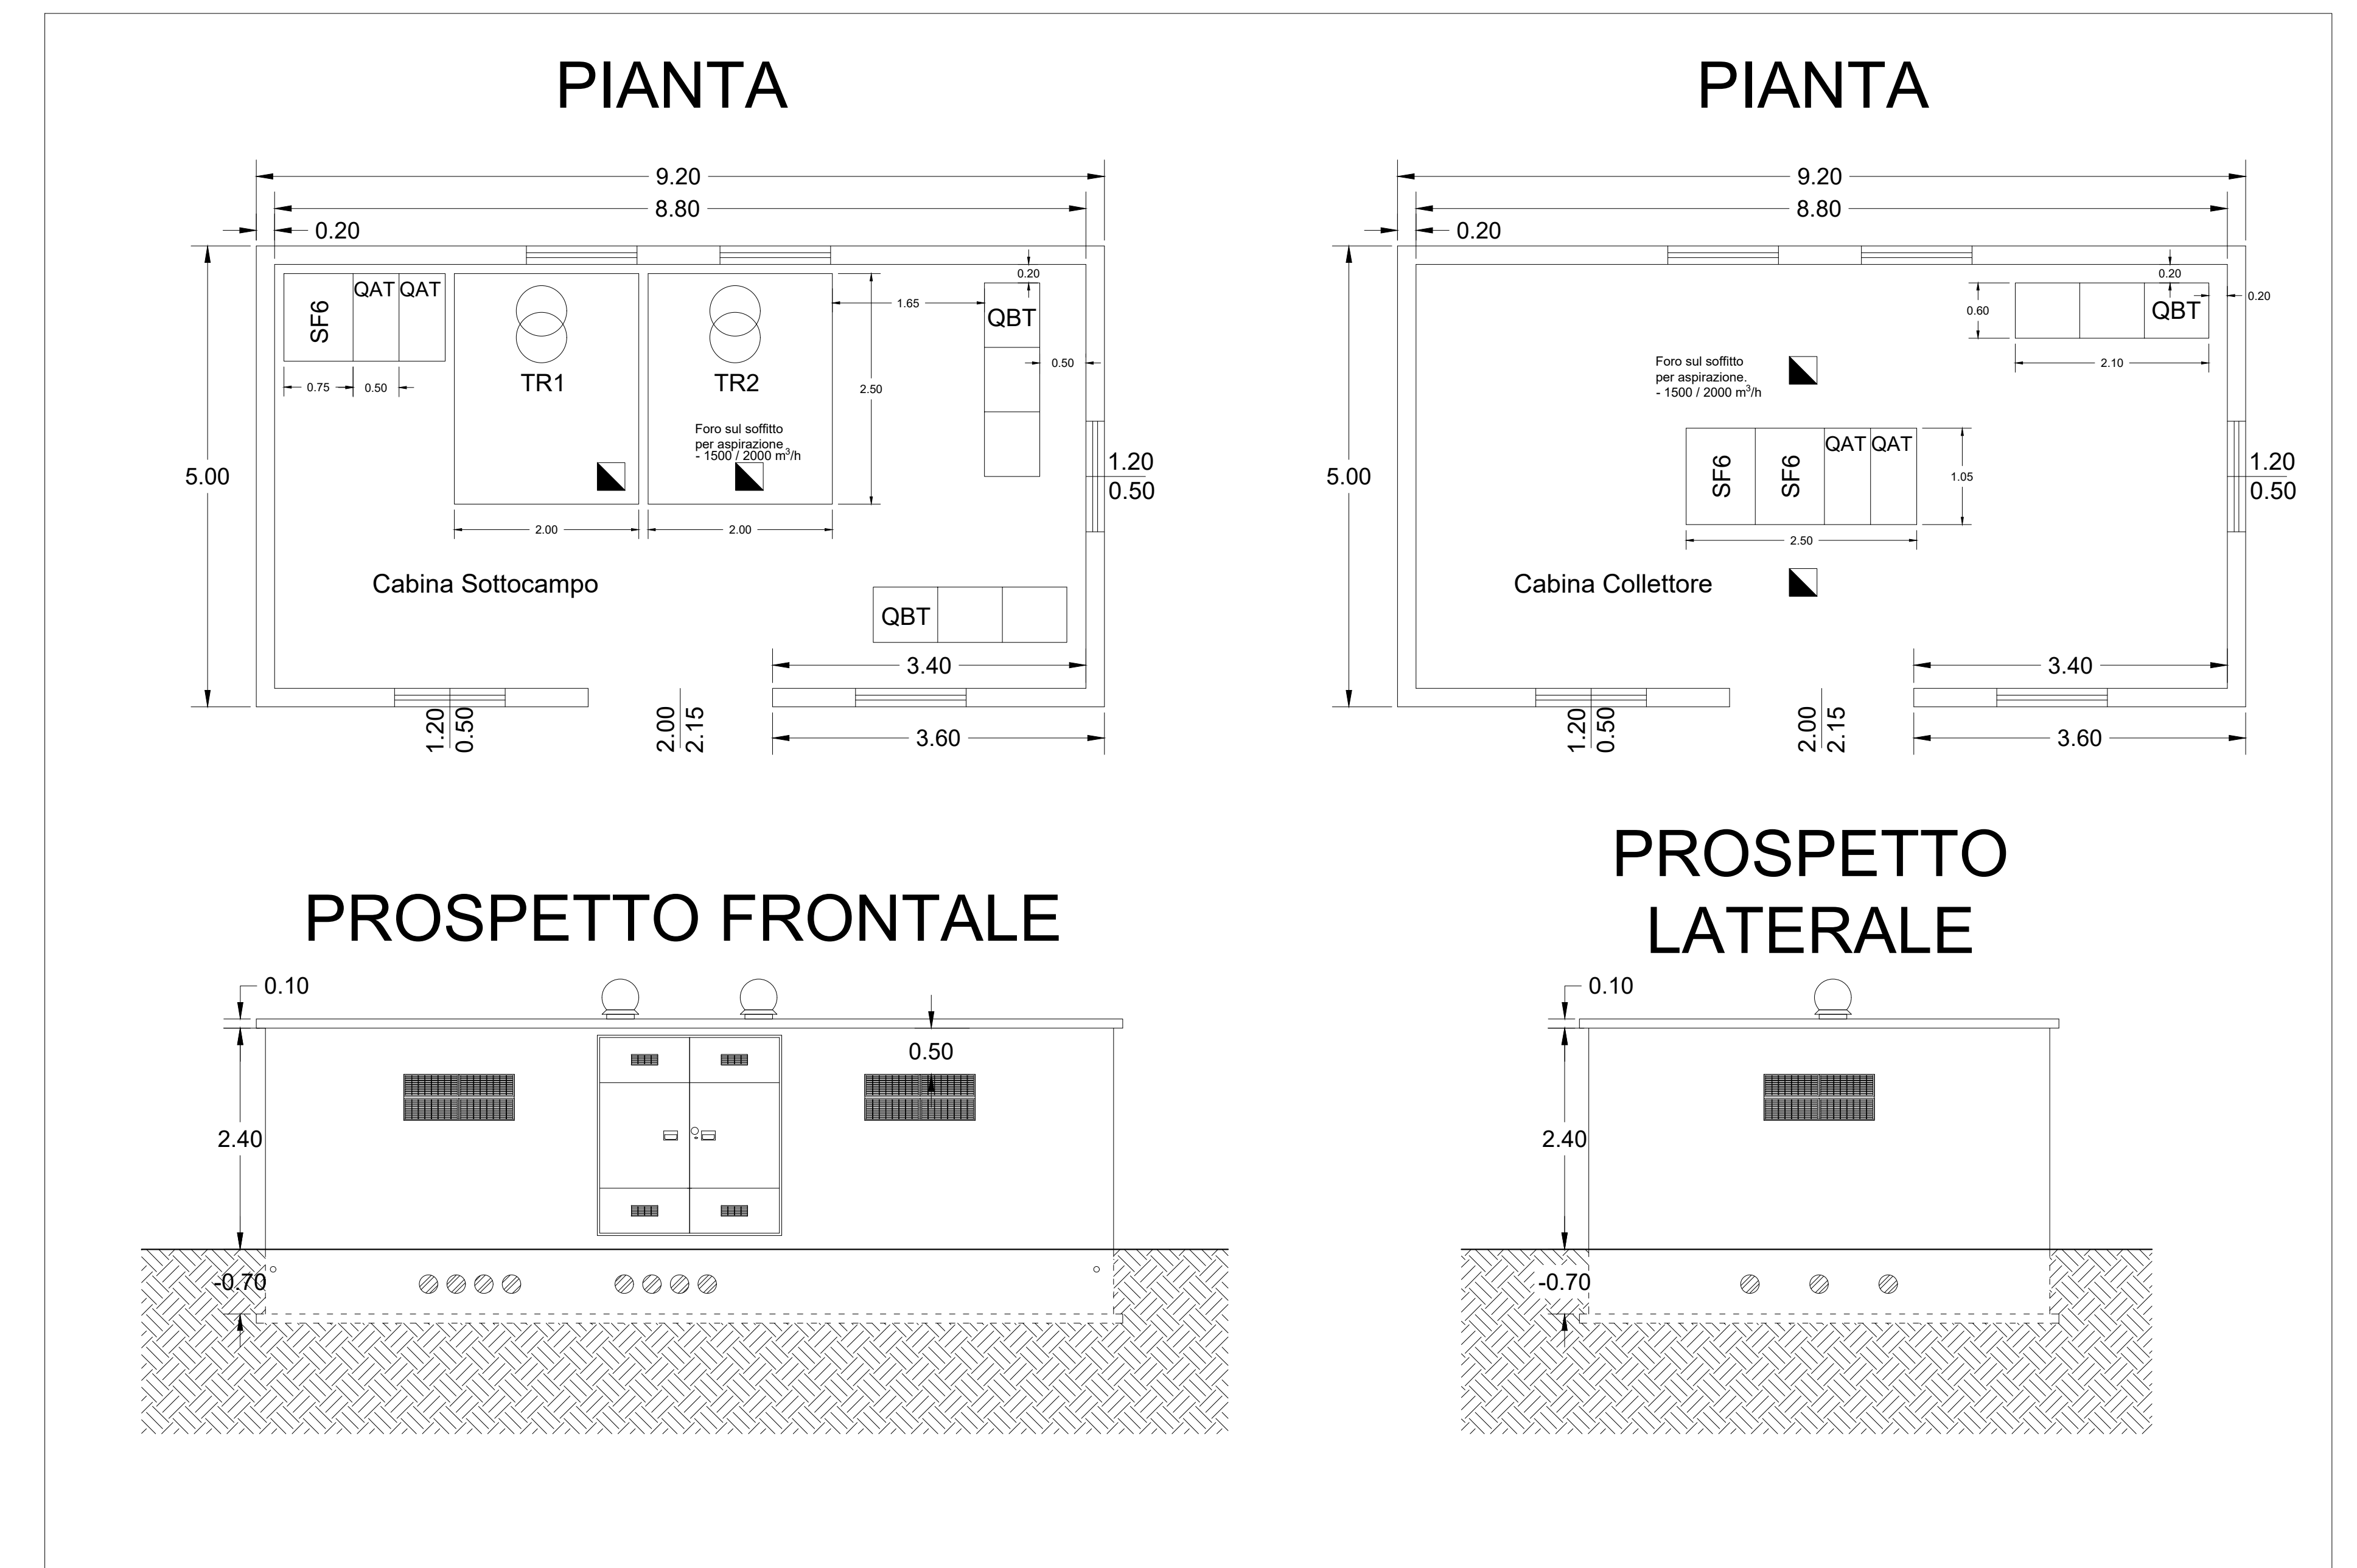 PIANTA
9.20
8.80
0.20
5.00
SF6
QAT
QAT
0.75
0.50
TR1
TR2
Foro sul soffitto
per aspirazione
- 1500 / 2000 m³/h
2.00
2.00
1.65
2.50
0.20
QBT
0.50
1.20
0.50
Cabina Sottocampo
QBT
3.40
1.20
0.50
2.00
2.15
3.60
PIANTA
9.20
8.80
0.20
5.00
0.20
0.20
0.60
QBT
2.10
Foro sul soffitto
per aspirazione.
- 1500 / 2000 m³/h
SF6
SF6
QAT
QAT
1.05
2.50
1.20
0.50
Cabina Collettore
3.40
1.20
0.50
2.00
2.15
3.60
PROSPETTO FRONTALE
0.10
0.50
2.40
-0.70
PROSPETTO
LATERALE
0.10
2.40
-0.70